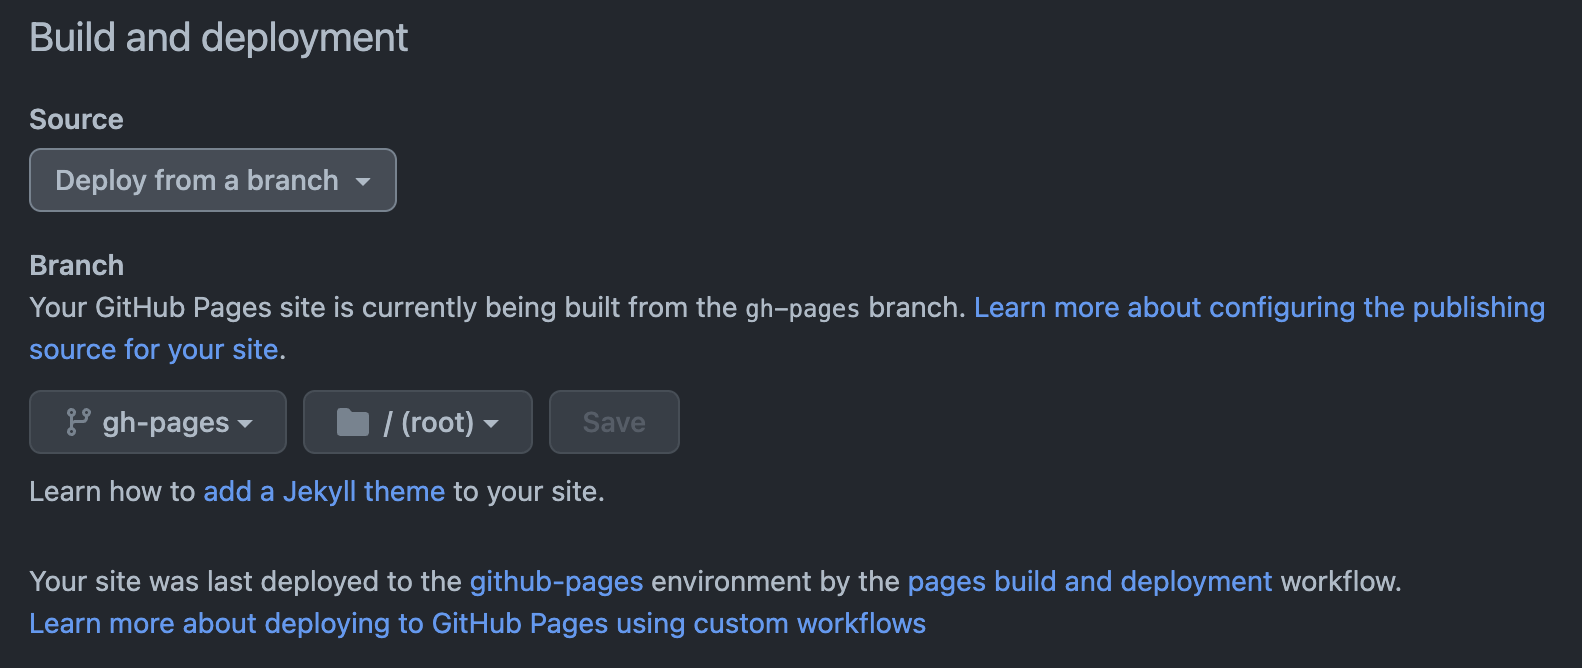 Build and deployment
Source
Deploy from a branch
Branch
Your GitHub Pages site is currently being built from the gh-pages branch. Learn more about configuring the publishing
source for your site.
gh-pages / (root) Save
Learn how to add a Jekyll theme to your site.
Your site was last deployed to the github-pages environment by the pages build and deployment workflow.
Learn more about deploying to GitHub Pages using custom workflows